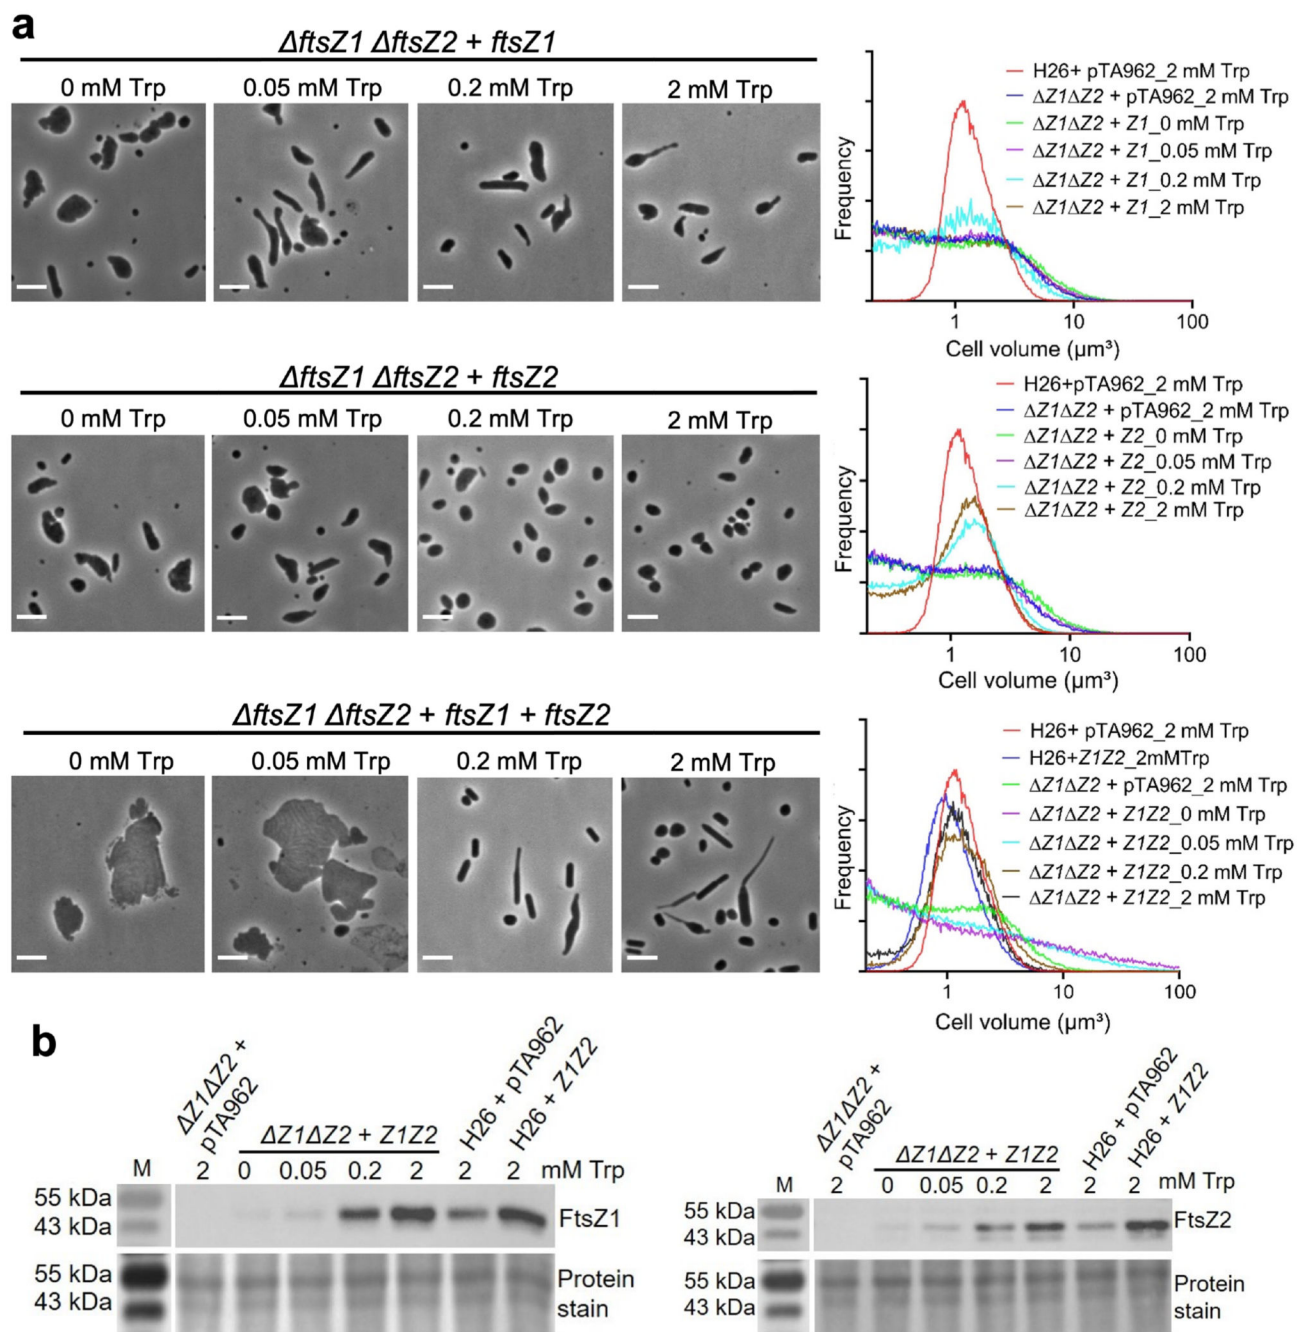 a
ΔftsZ1 ΔftsZ2 + ftsZ1
0 mM Trp 0.05 mM Trp 0.2 mM Trp 2 mM Trp
Frequency
H26+ pTA962_2 mM Trp
ΔZ1ΔZ2 + pTA962_2 mM Trp
ΔZ1ΔZ2 + Z1_0 mM Trp
ΔZ1ΔZ2 + Z1_0.05 mM Trp
ΔZ1ΔZ2 + Z1_0.2 mM Trp
ΔZ1ΔZ2 + Z1_2 mM Trp
1 10 100
Cell volume (µm³)
ΔftsZ1 ΔftsZ2 + ftsZ2
0 mM Trp 0.05 mM Trp 0.2 mM Trp 2 mM Trp
Frequency
H26+pTA962_2 mM Trp
ΔZ1ΔZ2 + pTA962_2 mM Trp
ΔZ1ΔZ2 + Z2_0 mM Trp
ΔZ1ΔZ2 + Z2_0.05 mM Trp
ΔZ1ΔZ2 + Z2_0.2 mM Trp
ΔZ1ΔZ2 + Z2_2 mM Trp
1 10 100
Cell volume (µm³)
ΔftsZ1 ΔftsZ2 + ftsZ1 + ftsZ2
0 mM Trp 0.05 mM Trp 0.2 mM Trp 2 mM Trp
Frequency
H26+ pTA962_2 mM Trp
H26+Z1Z2_2mMTrp
ΔZ1ΔZ2 + pTA962_2 mM Trp
ΔZ1ΔZ2 + Z1Z2_0 mM Trp
ΔZ1ΔZ2 + Z1Z2_0.05 mM Trp
ΔZ1ΔZ2 + Z1Z2_0.2 mM Trp
ΔZ1ΔZ2 + Z1Z2_2 mM Trp
1 10 100
Cell volume (µm³)
b
ΔZ1ΔZ2 +
pTA962
ΔZ1ΔZ2 + Z1Z2
H26 + pTA962
H26 + Z1Z2
M 2 0 0.05 0.2 2 2 2 mM Trp
55 kDa
43 kDa
FtsZ1
55 kDa
43 kDa
Protein
stain
ΔZ1ΔZ2 +
pTA962
ΔZ1ΔZ2 + Z1Z2
H26 + pTA962
H26 + Z1Z2
M 2 0 0.05 0.2 2 2 2 mM Trp
55 kDa
43 kDa
FtsZ2
55 kDa
43 kDa
Protein
stain